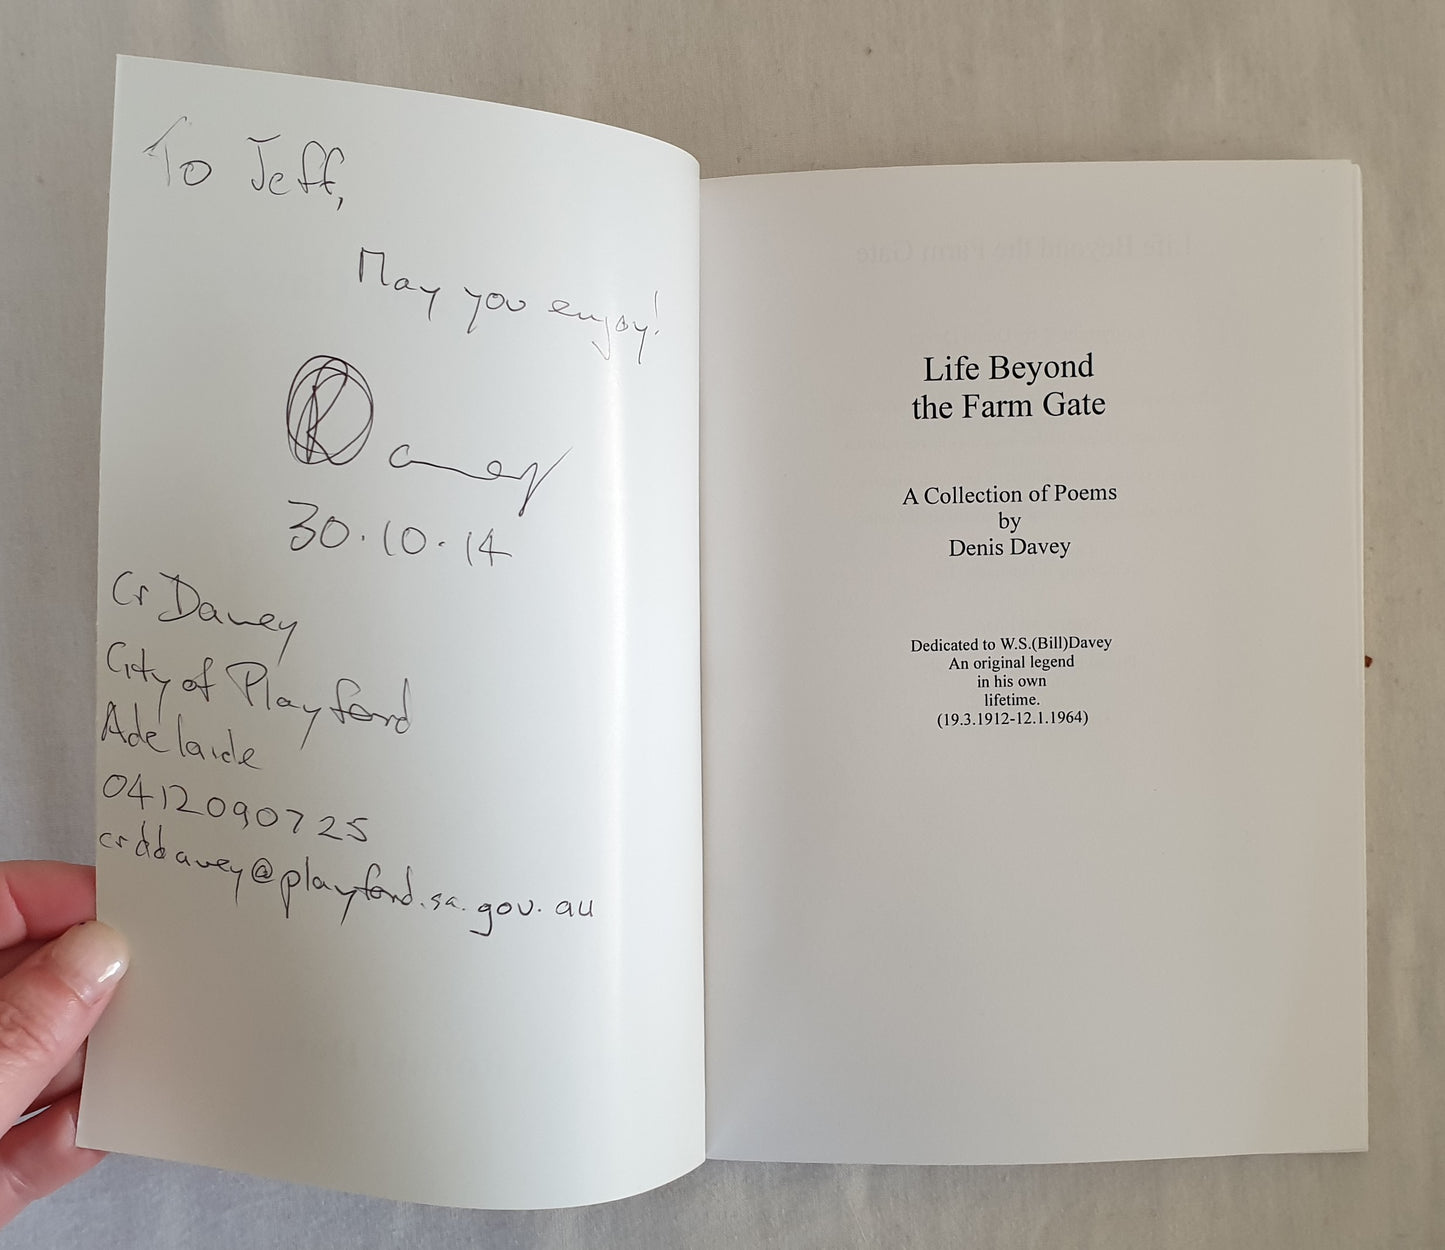 To Jeff,
May you enjoy!
Davey
30.10.14
Cr Davey
City of Playford
Adelaide
0412090725
crddavey@playford.sa.gov.au
Life Beyond
the Farm Gate
A Collection of Poems
by
Denis Davey
Dedicated to W.S.(Bill)Davey
An original legend
in his own
lifetime.
(19.3.1912-12.1.1964)